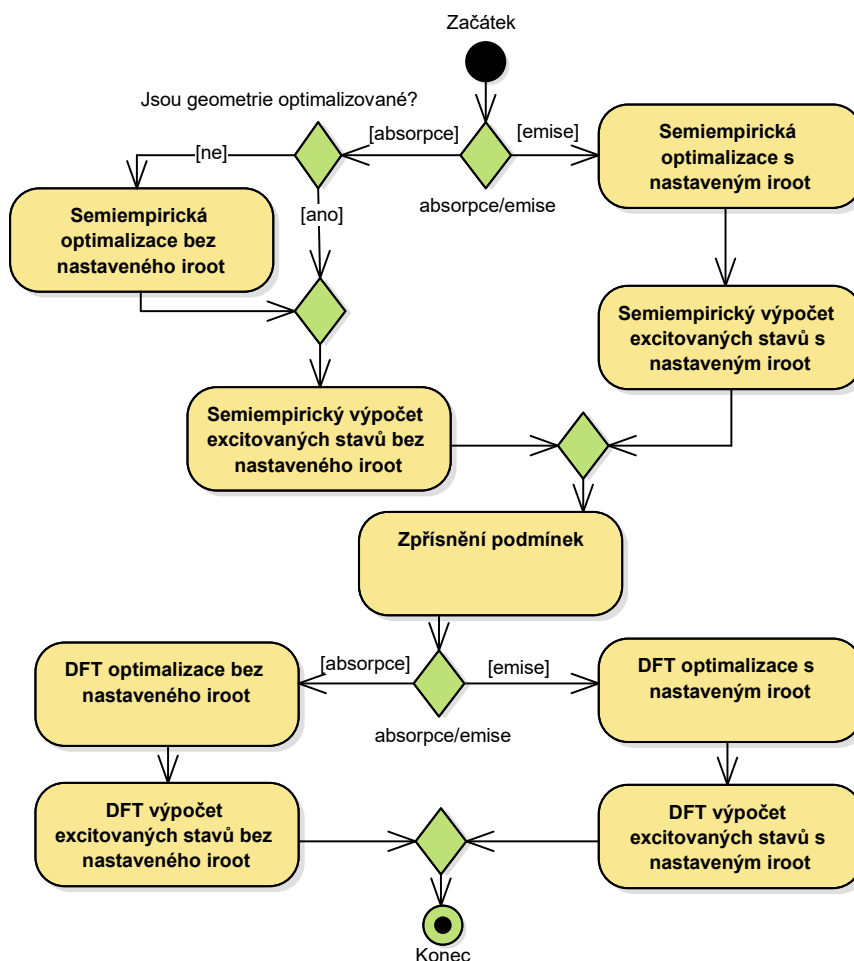 Začátek
Jsou geometrie optimalizované?
[absorpce]
[emise]
[ne]
absorpce/emise
Semiempirická
optimalizace s
nastaveným iroot
[ano]
Semiempirická
optimalizace bez
nastaveného iroot
Semiempirický výpočet
excitovaných stavů s
nastaveným iroot
Semiempirický výpočet
excitovaných stavů bez
nastaveného iroot
Zpřísnění podmínek
[absorpce]
[emise]
absorpce/emise
DFT optimalizace bez
nastaveného iroot
DFT optimalizace s
nastaveným iroot
DFT výpočet
excitovaných stavů bez
nastaveného iroot
DFT výpočet
excitovaných stavů s
nastaveným iroot
Konec